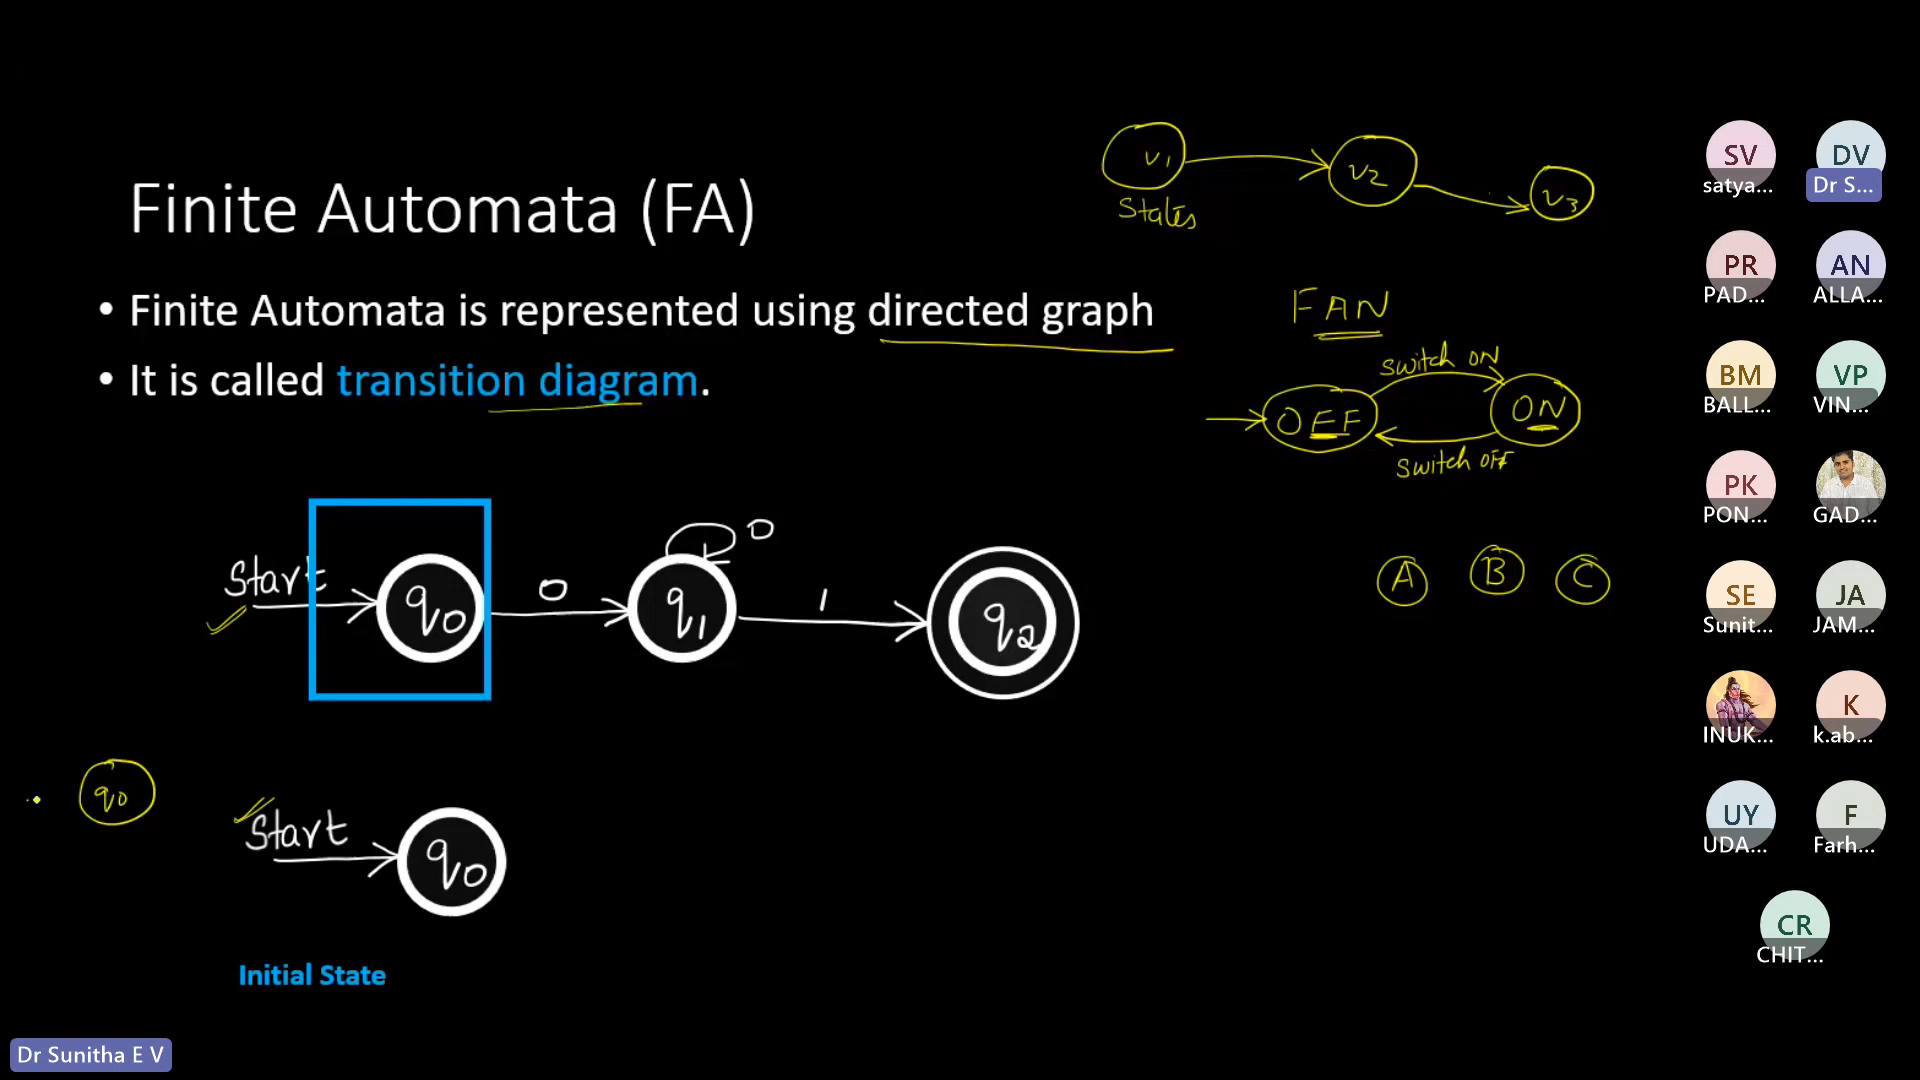 Finite Automata (FA)
• Finite Automata is represented using directed graph
• It is called transition diagram.
v1
v2
v3
States
FAN
switch ON
OFF
ON
Switch OFF
A
B
C
Start
q0
0
q1
0
1
q2
q0
Start
q0
Initial State
Dr Sunitha E V
SV
satya...
DV
Dr S...
PR
PAD...
AN
ALLA...
BM
BALL...
VP
VIN...
PK
PON...
GAD...
SE
Sunit...
JA
JAM...
INUK...
K
k.ab...
UY
UDA...
F
Farh...
CR
CHIT...